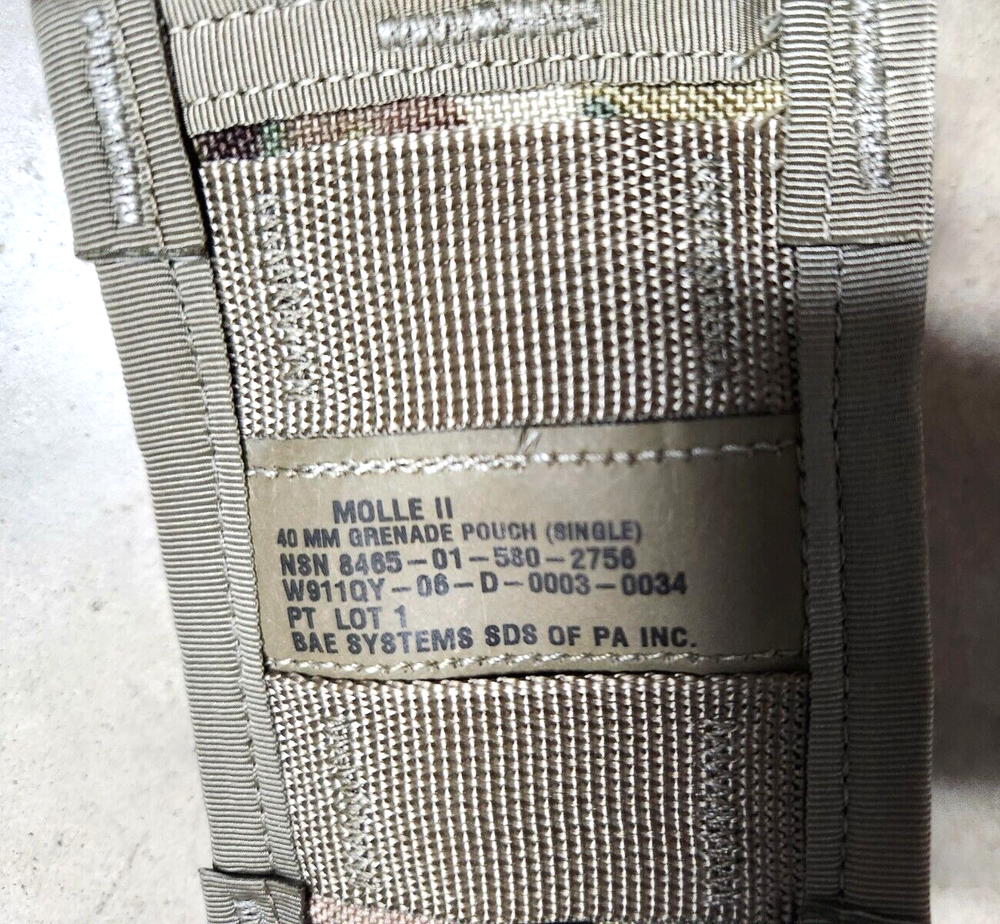 MOLLE II
40 MM GRENADE POUCH (SINGLE)
NSN 8465-01-580-2756
W911QY-06-D-0003-0034
PT LOT 1
BAE SYSTEMS SDS OF PA INC.